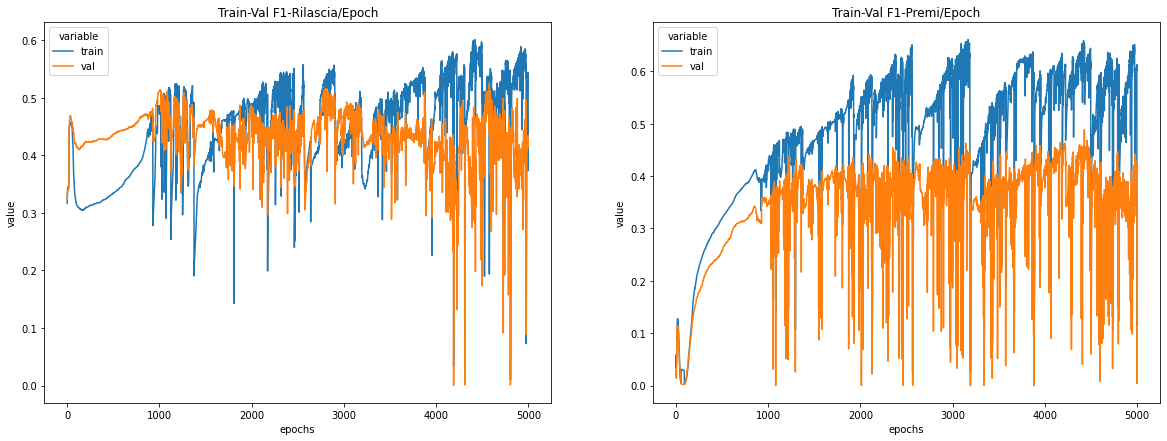 Train-Val F1-Rilascia/Epoch
variable
train
val
value
0.6
0.5
0.4
0.3
0.2
0.1
0.0
0
1000
2000
3000
4000
5000
epochs
Train-Val F1-Premi/Epoch
variable
train
val
value
0.6
0.5
0.4
0.3
0.2
0.1
0.0
0
1000
2000
3000
4000
5000
epochs